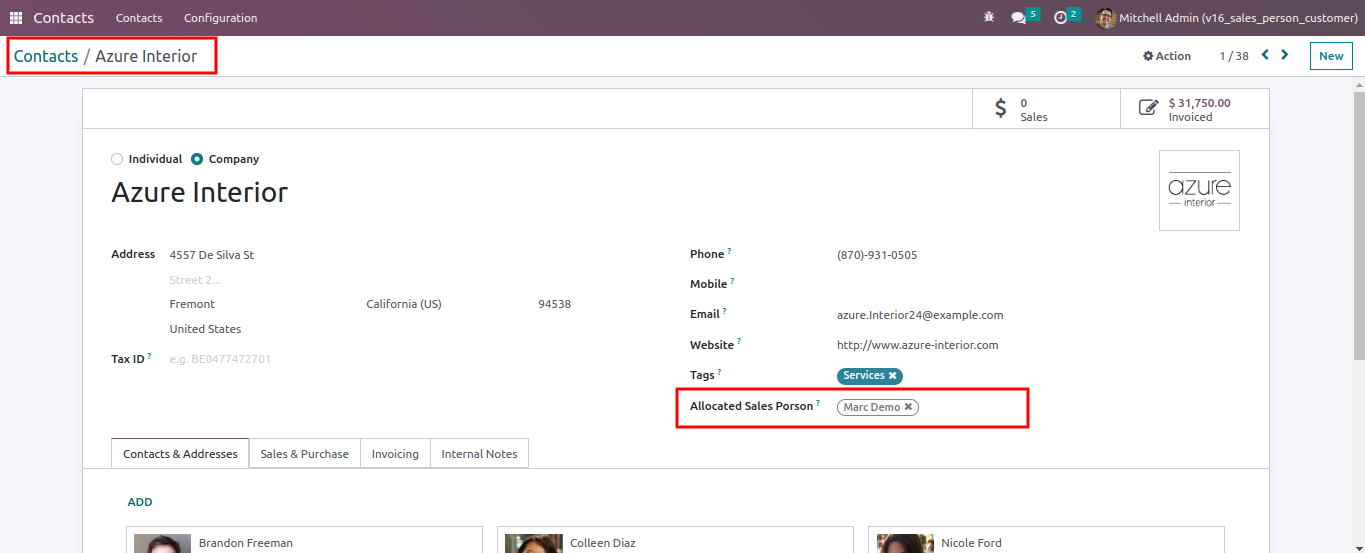 Contacts Contacts Configuration 5 2 Mitchell Admin (v16_sales_person_customer)
Contacts / Azure Interior Action 1 / 38 New
0
Sales
$ 31,750.00
Invoiced
Individual Company
Azure Interior
azure
interior
Address 4557 De Silva St
Street 2...
Fremont California (US) 94538
United States
Tax ID ? e.g. BE0477472701
Phone ? (870)-931-0505
Mobile ?
Email ? azure.Interior24@example.com
Website ? http://www.azure-interior.com
Tags ? Services ✖
Allocated Sales Person ? Marc Demo ✖
Contacts & Addresses Sales & Purchase Invoicing Internal Notes
ADD
Brandon Freeman Colleen Diaz Nicole Ford